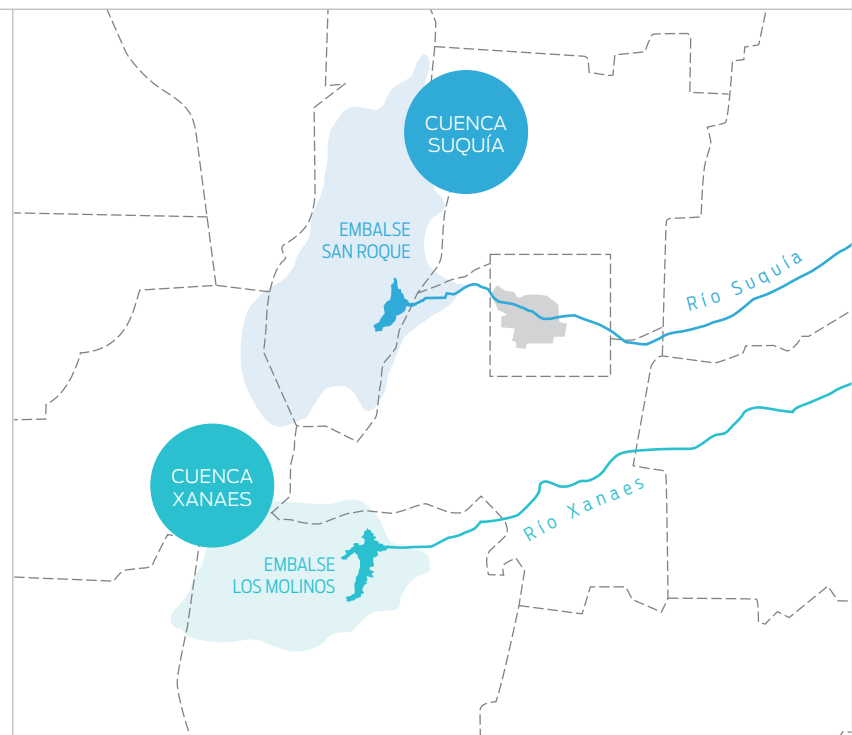 CUENCA
SUQUÍA
EMBALSE
SAN ROQUE
Río Suquía
CUENCA
XANAES
Río Xanaes
EMBALSE
LOS MOLINOS